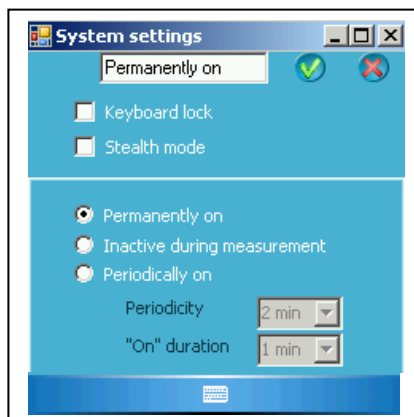 System settings
Permanently on
Keyboard lock
Stealth mode
Permanently on
Inactive during measurement
Periodically on
Periodicity 2 min
"On" duration 1 min